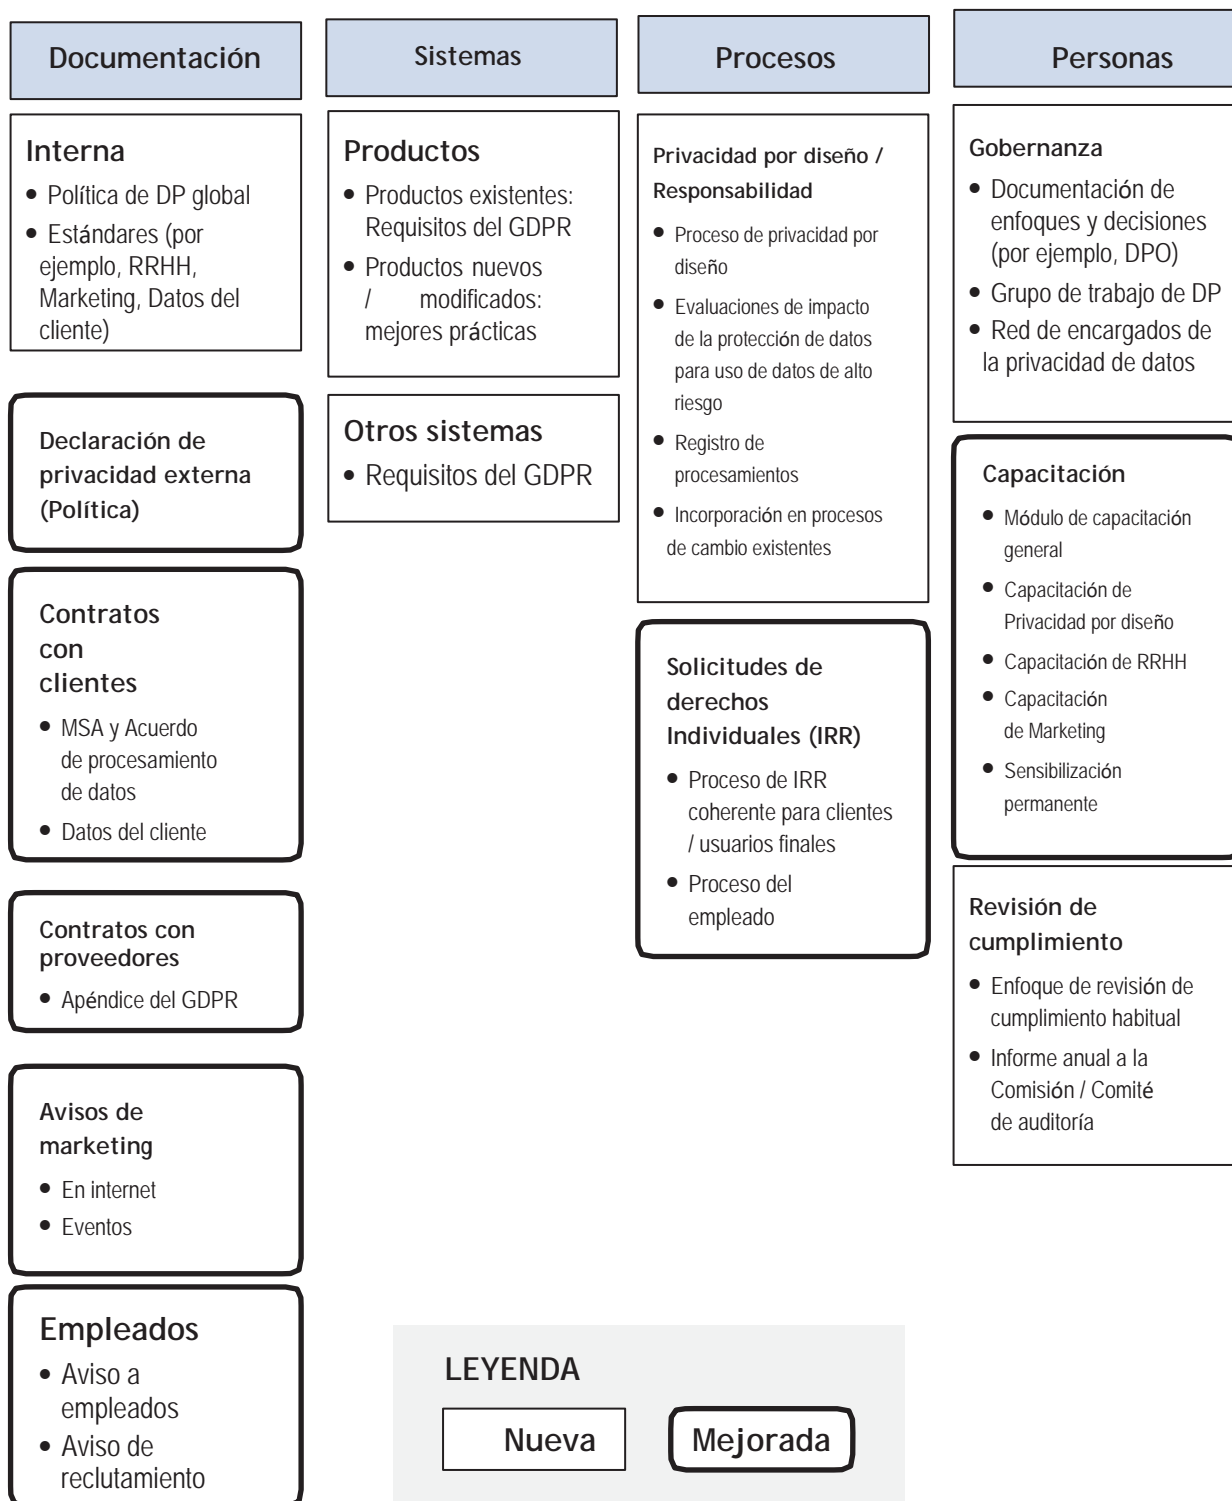 Documentación
Interna
• Política de DP global
• Estándares (por
ejemplo, RRHH,
Marketing, Datos del
cliente)
Declaración de
privacidad externa
(Política)
Contratos
con
clientes
• MSA y Acuerdo
de procesamiento
de datos
• Datos del cliente
Contratos con
proveedores
• Apéndice del GDPR
Avisos de
marketing
• En internet
• Eventos
Empleados
• Aviso a
empleados
• Aviso de
reclutamiento
Sistemas
Productos
• Productos existentes:
Requisitos del GDPR
• Productos nuevos
/ modificados:
mejores prácticas
Otros sistemas
• Requisitos del GDPR
Procesos
Privacidad por diseño /
Responsabilidad
• Proceso de privacidad por
diseño
• Evaluaciones de impacto
de la protección de datos
para uso de datos de alto
riesgo
• Registro de
procesamientos
• Incorporación en procesos
de cambio existentes
Solicitudes de
derechos
Individuales (IRR)
• Proceso de IRR
coherente para clientes
/ usuarios finales
• Proceso del
empleado
Personas
Gobernanza
• Documentación de
enfoques y decisiones
(por ejemplo, DPO)
• Grupo de trabajo de DP
• Red de encargados de
la privacidad de datos
Capacitación
• Módulo de capacitación
general
• Capacitación de
Privacidad por diseño
• Capacitación de RRHH
• Capacitación
de Marketing
• Sensibilización
permanente
Revisión de
cumplimiento
• Enfoque de revisión de
cumplimiento habitual
• Informe anual a la
Comisión / Comité
de auditoría
LEYENDA
Nueva
Mejorada